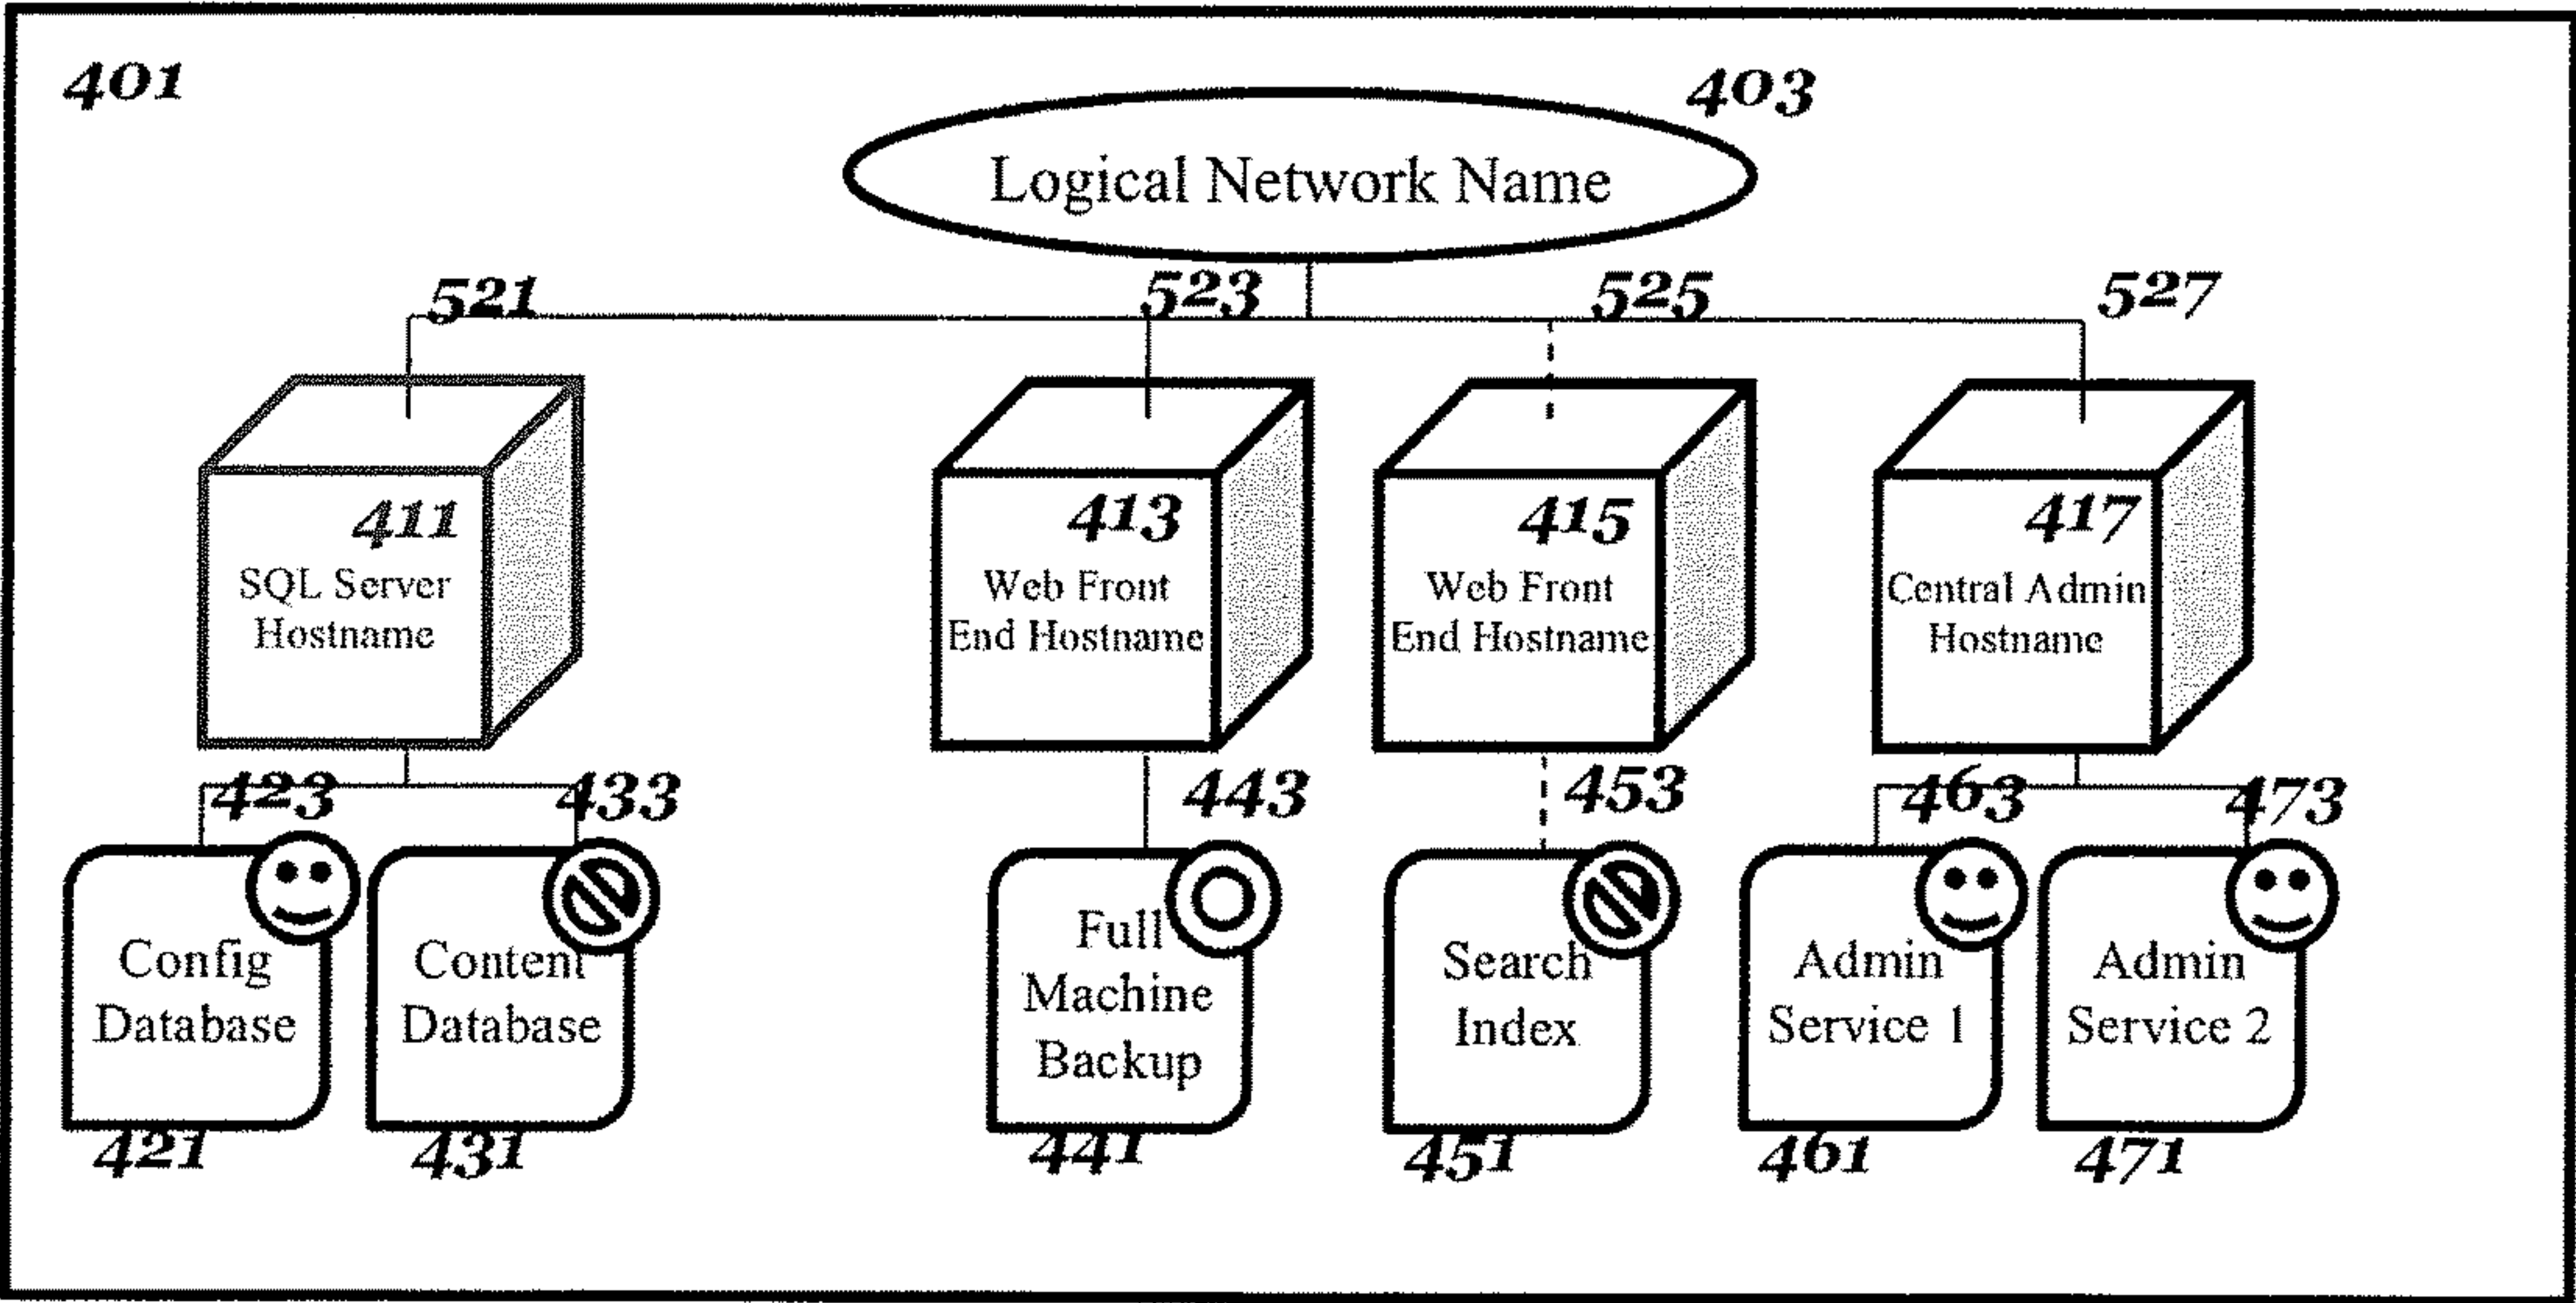 401
403
Logical Network Name
521
523
525
527
411
SQL Server
Hostname
413
Web Front
End Hostname
415
Web Front
End Hostname
417
Central Admin
Hostname
423
433
443
453
463
473
Config
Database
Content
Database
Full
Machine
Backup
Search
Index
Admin
Service 1
Admin
Service 2
421
431
441
451
461
471